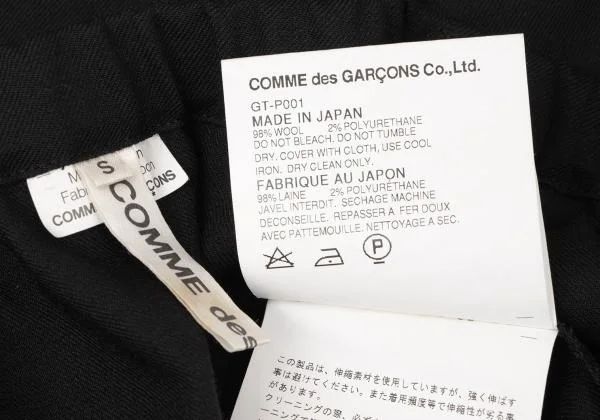 COMME des GARÇONS Co.,Ltd.
GT-P001
MADE IN JAPAN
98% WOOL 2% POLYURETHANE
DO NOT BLEACH. DO NOT TUMBLE
DRY. COVER WITH CLOTH, USE COOL
IRON. DRY CLEAN ONLY.
FABRIQUE AU JAPON
98% LAINE 2% POLYURETHANE
JAVEL INTERDIT. SECHAGE MACHINE
DECONSEILLE. REPASSER A FER DOUX
AVEC PATTEMOUILLE. NETTOYAGE A SEC.
P
S
COMME des
COMM
ÇONS
この製品は、伸縮素材を使用していますが、強く伸ばす
事は避けてください。また着用頻度等で伸縮性が劣る事
があります。
クリーニングの際、必ず